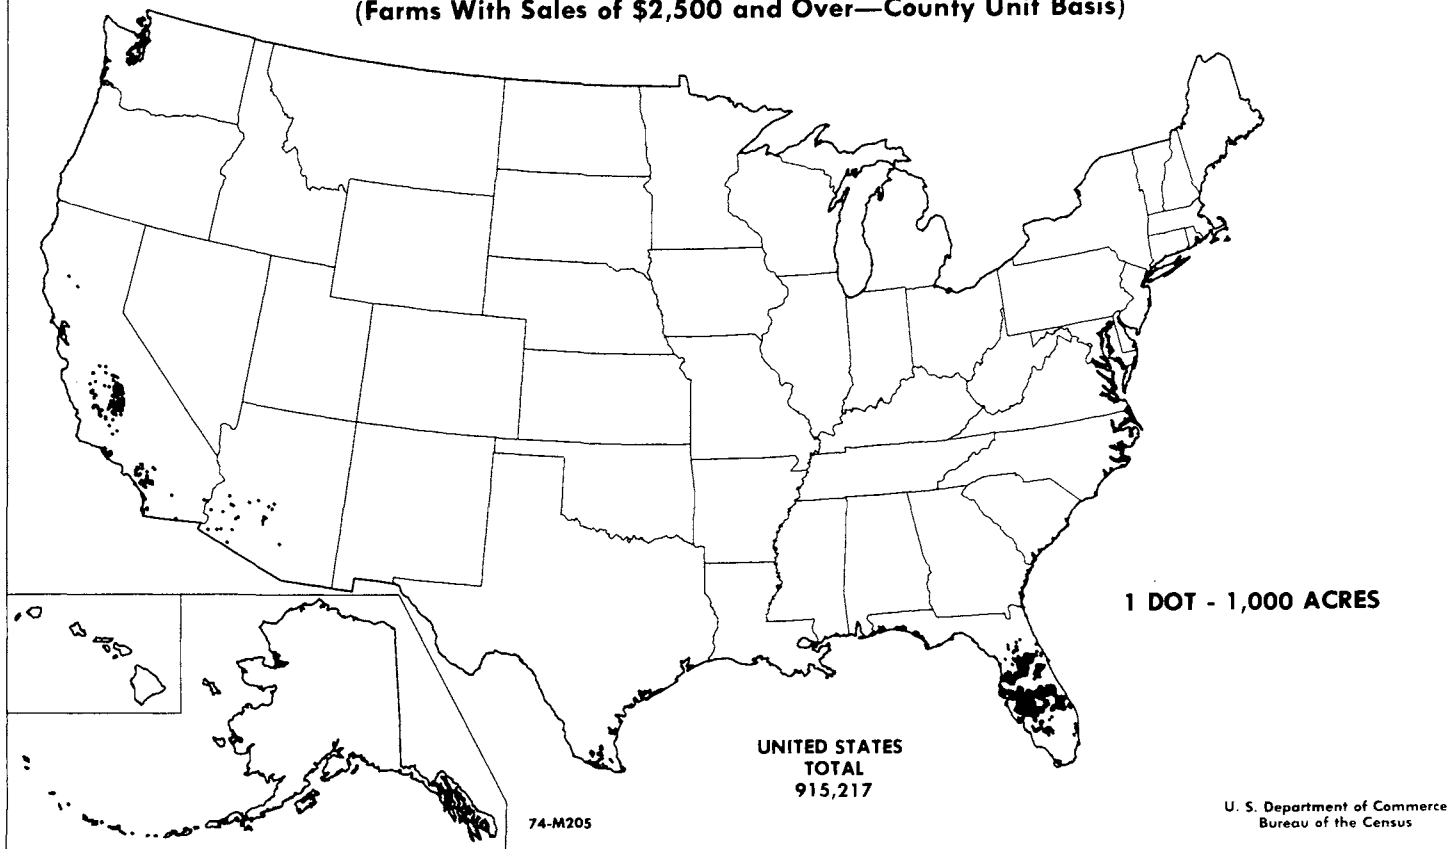 (Farms With Sales of $2,500 and Over—County Unit Basis)
1 DOT - 1,000 ACRES
UNITED STATES
TOTAL
915,217
74-M205
U. S. Department of Commerce
Bureau of the Census